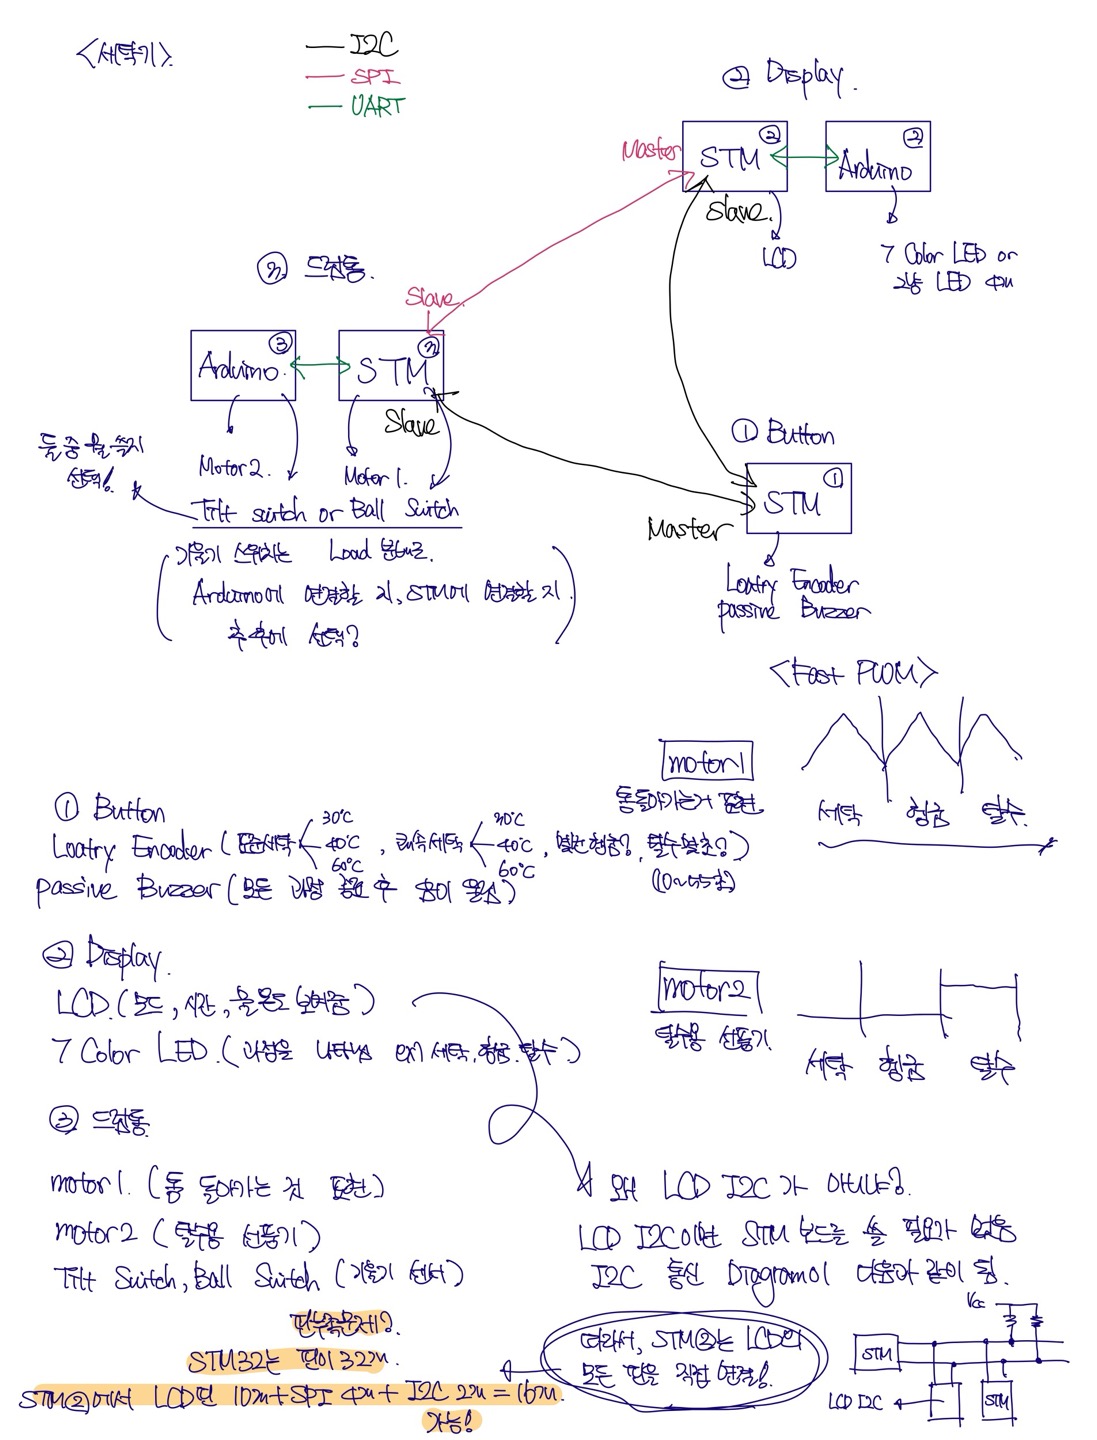 <세탁기>
I2C
SPI
UART
② Display.
Master
STM ②
Arduino ②
Slave.
LCD
7 Color LED or
그냥 LED 4개
③ 드럼통.
Slave.
Arduino. ③
STM ③
Slave
둘 중 뭘 쓸지
선택!
Motor2.
Motor1.
Tilt switch or Ball Switch
기울기 스위치는 Load 분배로.
Arduino에 연결할 지, STM에 연결할 지.
추후에 선택?
① Button
STM ①
Master
Loatry Encoder
passive Buzzer
<Fast PWM>
motor1
통돌아가는거 표현.
세탁 헹굼 탈수.
① Button
Loatry Encoder (표준세탁 30°C 40°C 60°C, 쾌속세탁 30°C 40°C 60°C, 몇번 헹굼?, 탈수 몇초?)
(10~15초)
passive Buzzer (모든 과정 종료 후 음이 울림)
② Display.
LCD. (모드, 시간, 물온도 보여줌)
7 Color LED. (과정을 나타냄 ex) 세탁, 헹굼, 탈수)
motor2
탈수용 선풍기.
세탁 헹굼 탈수
③ 드럼통.
motor1. (통 돌아가는 것 표현)
motor2 (탈수용 선풍기)
Tilt Switch, Ball Switch (기울기 센서)
왜 LCD I2C가 아니냐?.
LCD I2C이면 STM 보드를 쓸 필요가 없음
I2C 통신 Diagram이 다음과 같이 됨.
핀부족문제?.
STM32는 핀이 32개.
STM②에서 LCD핀 10개+SPI 4개+I2C 2개=16개.
가능!
따라서, STM②는 LCD의
모든 핀을 직접 연결!.
Vcc
STM
LCD I2C
STM